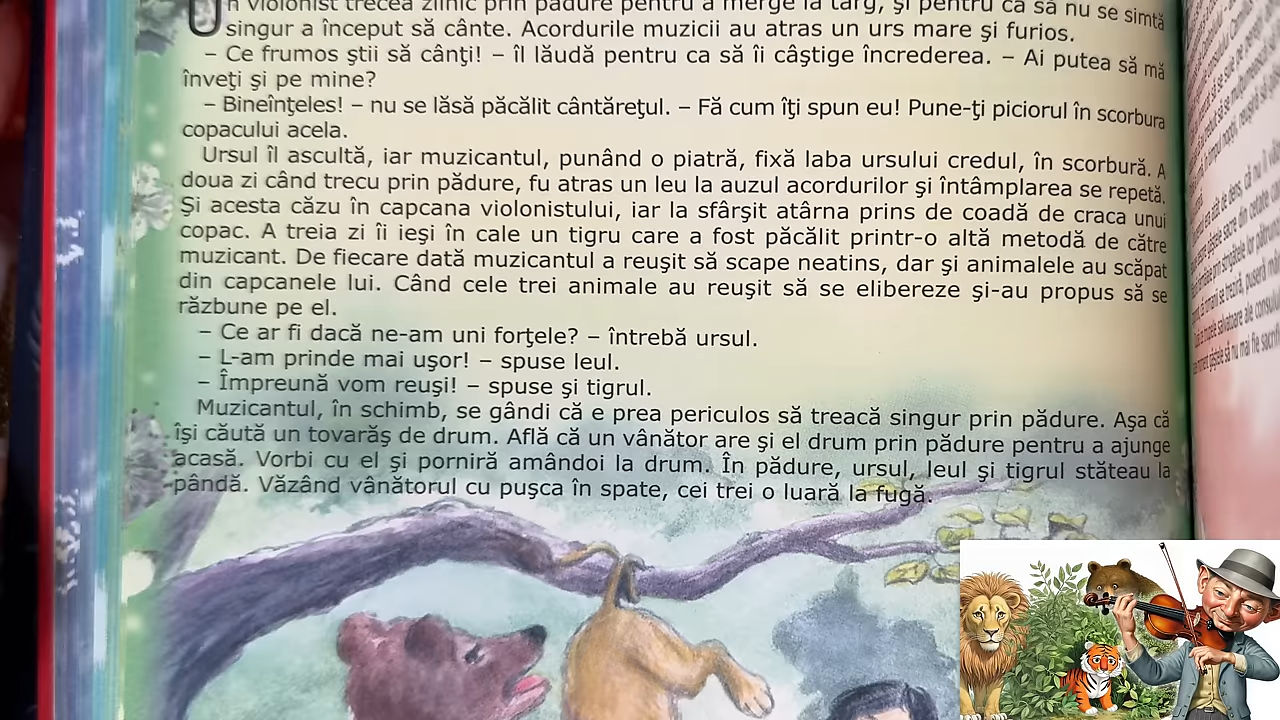 Un violonist trecea zilnic prin pădure pentru a merge la târg, şi pentru ca să nu se simtă
singur a început să cânte. Acordurile muzicii au atras un urs mare şi furios.
– Ce frumos ştii să cânţi! – îl lăudă pentru ca să îi câştige încrederea. – Ai putea să mă
înveţi şi pe mine?
– Bineînţeles! – nu se lăsă păcălit cântăreţul. – Fă cum îţi spun eu! Pune-ţi piciorul în scorbura
copacului acela.
Ursul îl ascultă, iar muzicantul, punând o piatră, fixă laba ursului credul, în scorbură. A
doua zi când trecu prin pădure, fu atras un leu la auzul acordurilor şi întâmplarea se repetă.
Şi acesta căzu în capcana violonistului, iar la sfârşit atârna prins de coadă de craca unui
copac. A treia zi îi ieşi în cale un tigru care a fost păcălit printr-o altă metodă de către
muzicant. De fiecare dată muzicantul a reuşit să scape neatins, dar şi animalele au scăpat
din capcanele lui. Când cele trei animale au reuşit să se elibereze şi-au propus să se
răzbune pe el.
– Ce ar fi dacă ne-am uni forţele? – întrebă ursul.
– L-am prinde mai uşor! – spuse leul.
– Împreună vom reuşi! – spuse şi tigrul.
Muzicantul, în schimb, se gândi că e prea periculos să treacă singur prin pădure. Aşa că
îşi căută un tovarăş de drum. Află că un vânător are şi el drum prin pădure pentru a ajunge
acasă. Vorbi cu el şi porniră amândoi la drum. În pădure, ursul, leul şi tigrul stăteau la
pândă. Văzând vânătorul cu puşca în spate, cei trei o luară la fugă.